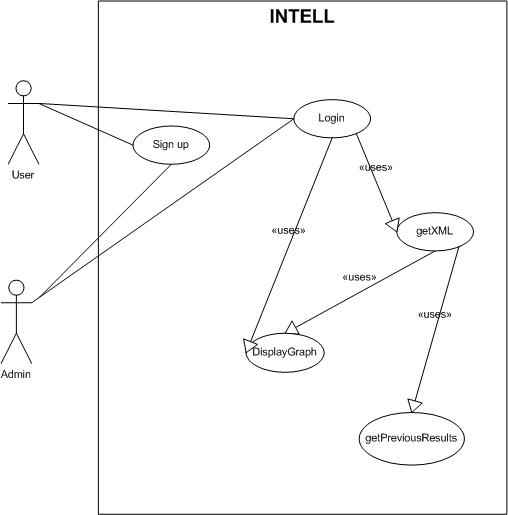 INTELL
Login
Sign up
User
«uses»
«uses»
getXML
«uses»
«uses»
DisplayGraph
Admin
getPreviousResults